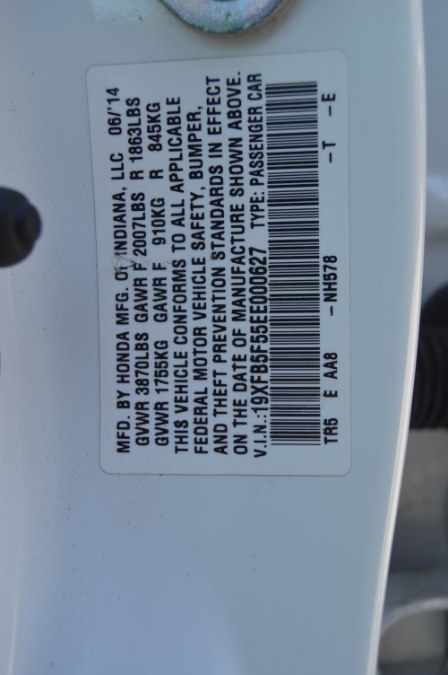 MFD. BY HONDA MFG. OF INDIANA, LLC 06/'14
GVWR 3870LBS GAWR F 2007LBS R 1863LBS
GVWR 1755KG GAWR F 910KG R 845KG
THIS VEHICLE CONFORMS TO ALL APPLICABLE
FEDERAL MOTOR VEHICLE SAFETY, BUMPER,
AND THEFT PREVENTION STANDARDS IN EFFECT
ON THE DATE OF MANUFACTURE SHOWN ABOVE.
V.I.N.:19XFB5F55EE000627 TYPE: PASSENGER CAR
TR5 E AA8 -NH578 -T -E